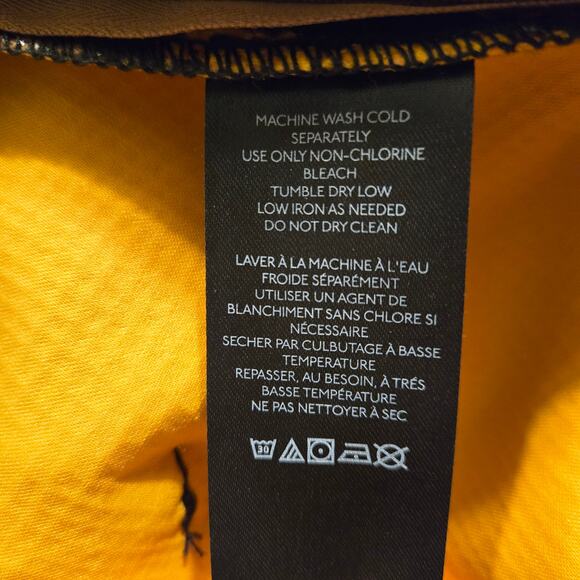 MACHINE WASH COLD
SEPARATELY
USE ONLY NON-CHLORINE
BLEACH
TUMBLE DRY LOW
LOW IRON AS NEEDED
DO NOT DRY CLEAN
LAVER À LA MACHINE À L'EAU
FROIDE SÉPARÉMENT
UTILISER UN AGENT DE
BLANCHIMENT SANS CHLORE SI
NÉCESSAIRE
SECHER PAR CULBUTAGE À BASSE
TEMPERATURE
REPASSER, AU BESOIN, À TRÉS
BASSE TEMPÉRATURE
NE PAS NETTOYER À SEC
30